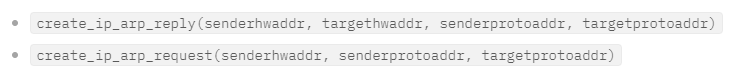 create_ip_arp_reply(senderhwaddr, targethwaddr, senderprotoaddr, targetprotoaddr)
create_ip_arp_request(senderhwaddr, senderprotoaddr, targetprotoaddr)